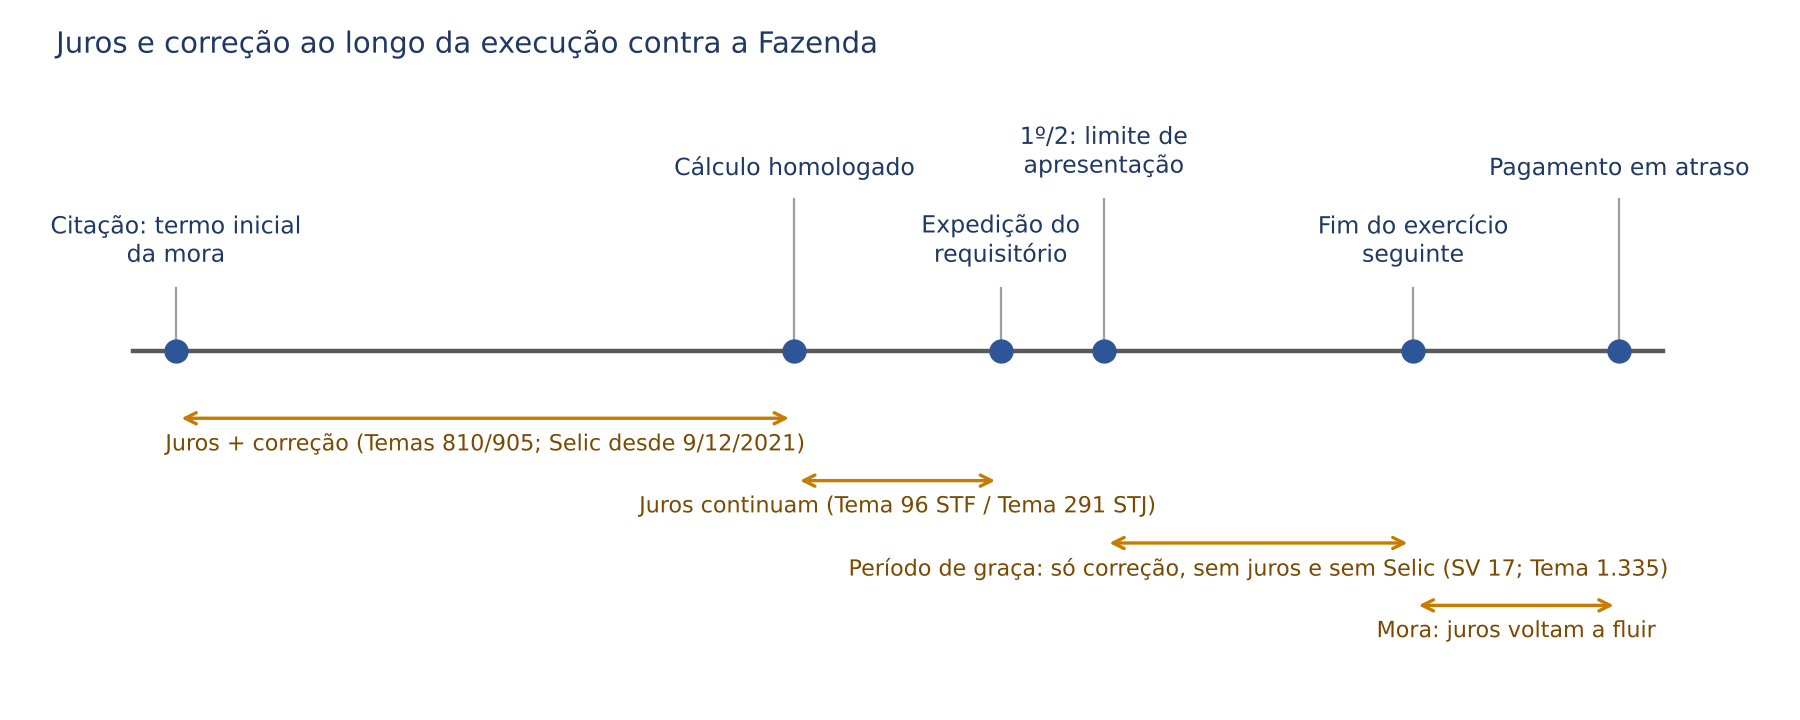 Juros e correção ao longo da execução contra a Fazenda
Citação: termo inicial
da mora
Cálculo homologado
Expedição do
requisitório
1º/2: limite de
apresentação
Fim do exercício
seguinte
Pagamento em atraso
Juros + correção (Temas 810/905; Selic desde 9/12/2021)
Juros continuam (Tema 96 STF / Tema 291 STJ)
Período de graça: só correção, sem juros e sem Selic (SV 17; Tema 1.335)
Mora: juros voltam a fluir